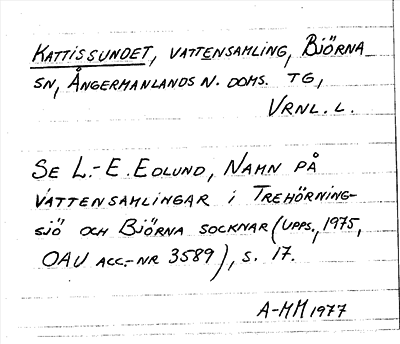 KATTISSUNDET, VATTENSAMLING, BJÖRNA
SN, ÅNGERMANLANDS N. DOMS. TG,
VRNL. L.
SE L.-E. EDLUND, NAMN PÅ
VATTENSAMLINGAR I TREHÖRNING-
SJÖ OCH BJÖRNA SOCKNAR (UPPS., 1975,
OAU ACC.-NR 3589), S. 17.
A-MM 1977